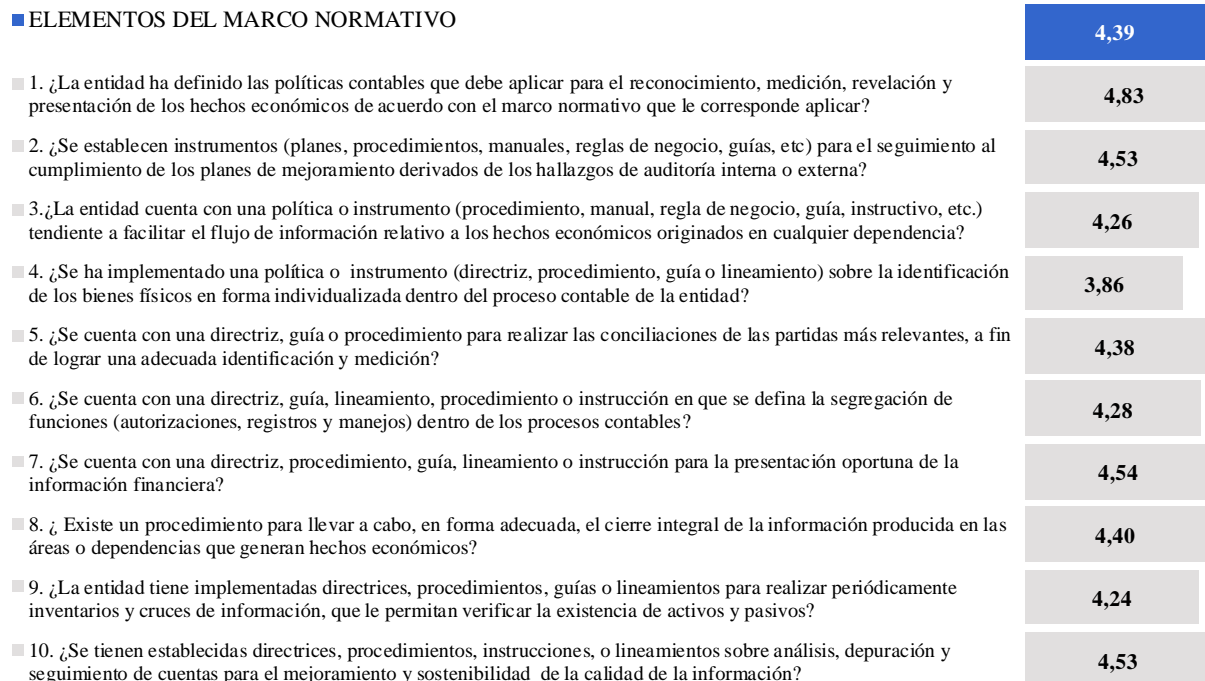 ELEMENTOS DEL MARCO NORMATIVO
4,39
1. ¿La entidad ha definido las políticas contables que debe aplicar para el reconocimiento, medición, revelación y
presentación de los hechos económicos de acuerdo con el marco normativo que le corresponde aplicar?
4,83
2. ¿Se establecen instrumentos (planes, procedimientos, manuales, reglas de negocio, guías, etc) para el seguimiento al
cumplimiento de los planes de mejoramiento derivados de los hallazgos de auditoría interna o externa?
4,53
3.¿La entidad cuenta con una política o instrumento (procedimiento, manual, regla de negocio, guía, instructivo, etc.)
tendiente a facilitar el flujo de información relativo a los hechos económicos originados en cualquier dependencia?
4,26
4. ¿Se ha implementado una política o instrumento (directriz, procedimiento, guía o lineamiento) sobre la identificación
de los bienes físicos en forma individualizada dentro del proceso contable de la entidad?
3,86
5. ¿Se cuenta con una directriz, guía o procedimiento para realizar las conciliaciones de las partidas más relevantes, a fin
de lograr una adecuada identificación y medición?
4,38
6. ¿Se cuenta con una directriz, guía, lineamiento, procedimiento o instrucción en que se defina la segregación de
funciones (autorizaciones, registros y manejos) dentro de los procesos contables?
4,28
7. ¿Se cuenta con una directriz, procedimiento, guía, lineamiento o instrucción para la presentación oportuna de la
información financiera?
4,54
8. ¿ Existe un procedimiento para llevar a cabo, en forma adecuada, el cierre integral de la información producida en las
áreas o dependencias que generan hechos económicos?
4,40
9. ¿La entidad tiene implementadas directrices, procedimientos, guías o lineamientos para realizar periódicamente
inventarios y cruces de información, que le permitan verificar la existencia de activos y pasivos?
4,24
10. ¿Se tienen establecidas directrices, procedimientos, instrucciones, o lineamientos sobre análisis, depuración y
seguimiento de cuentas para el mejoramiento y sostenibilidad de la calidad de la información?
4,53